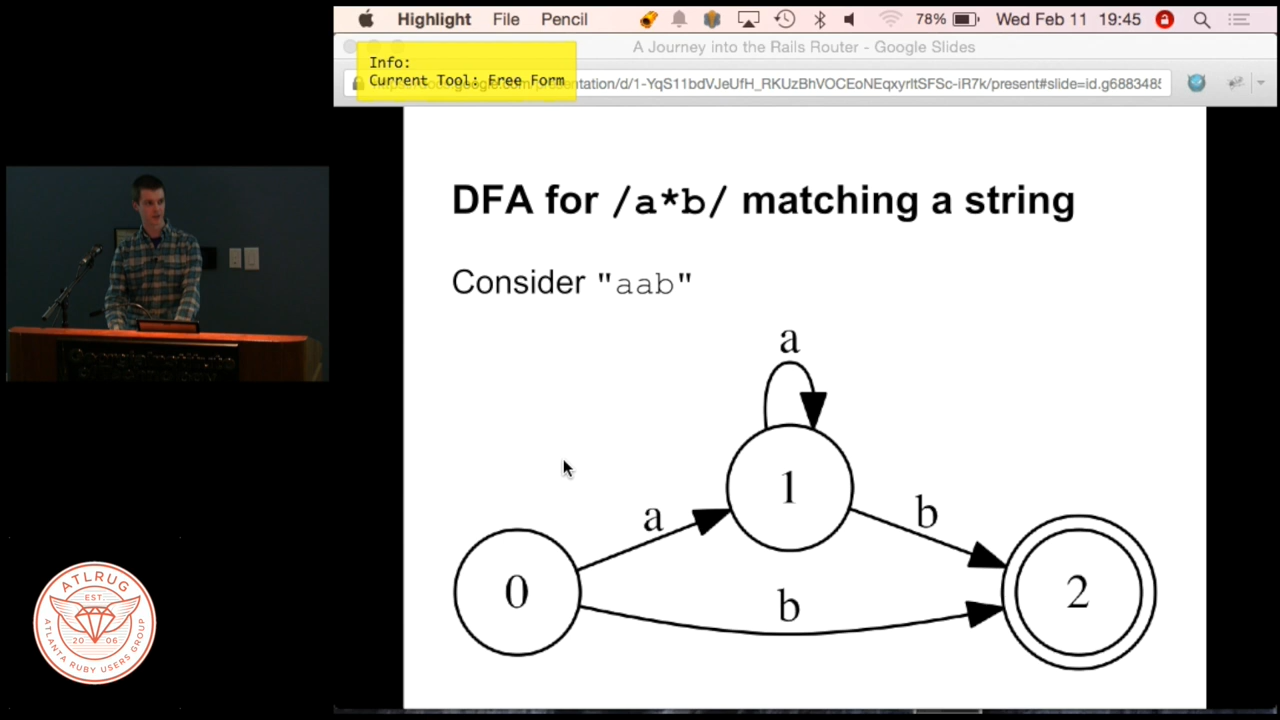 Highlight File Pencil 78% Wed Feb 11 19:45
A Journey into the Rails Router - Google Slides
Info:
Current Tool: Free Form
DFA for /a*b/ matching a string
Consider "aab"
a
1
a
b
0
b
2
ATLRUG
EST.
20 06
ATLANTA RUBY USERS GROUP